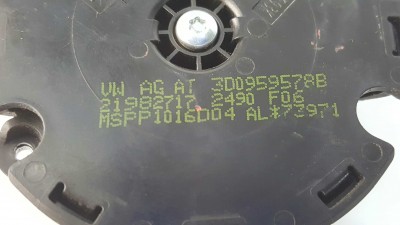 VW AG AT 3D0959578B
21982717 2490 F06
MSPP1016D04 AL*73971